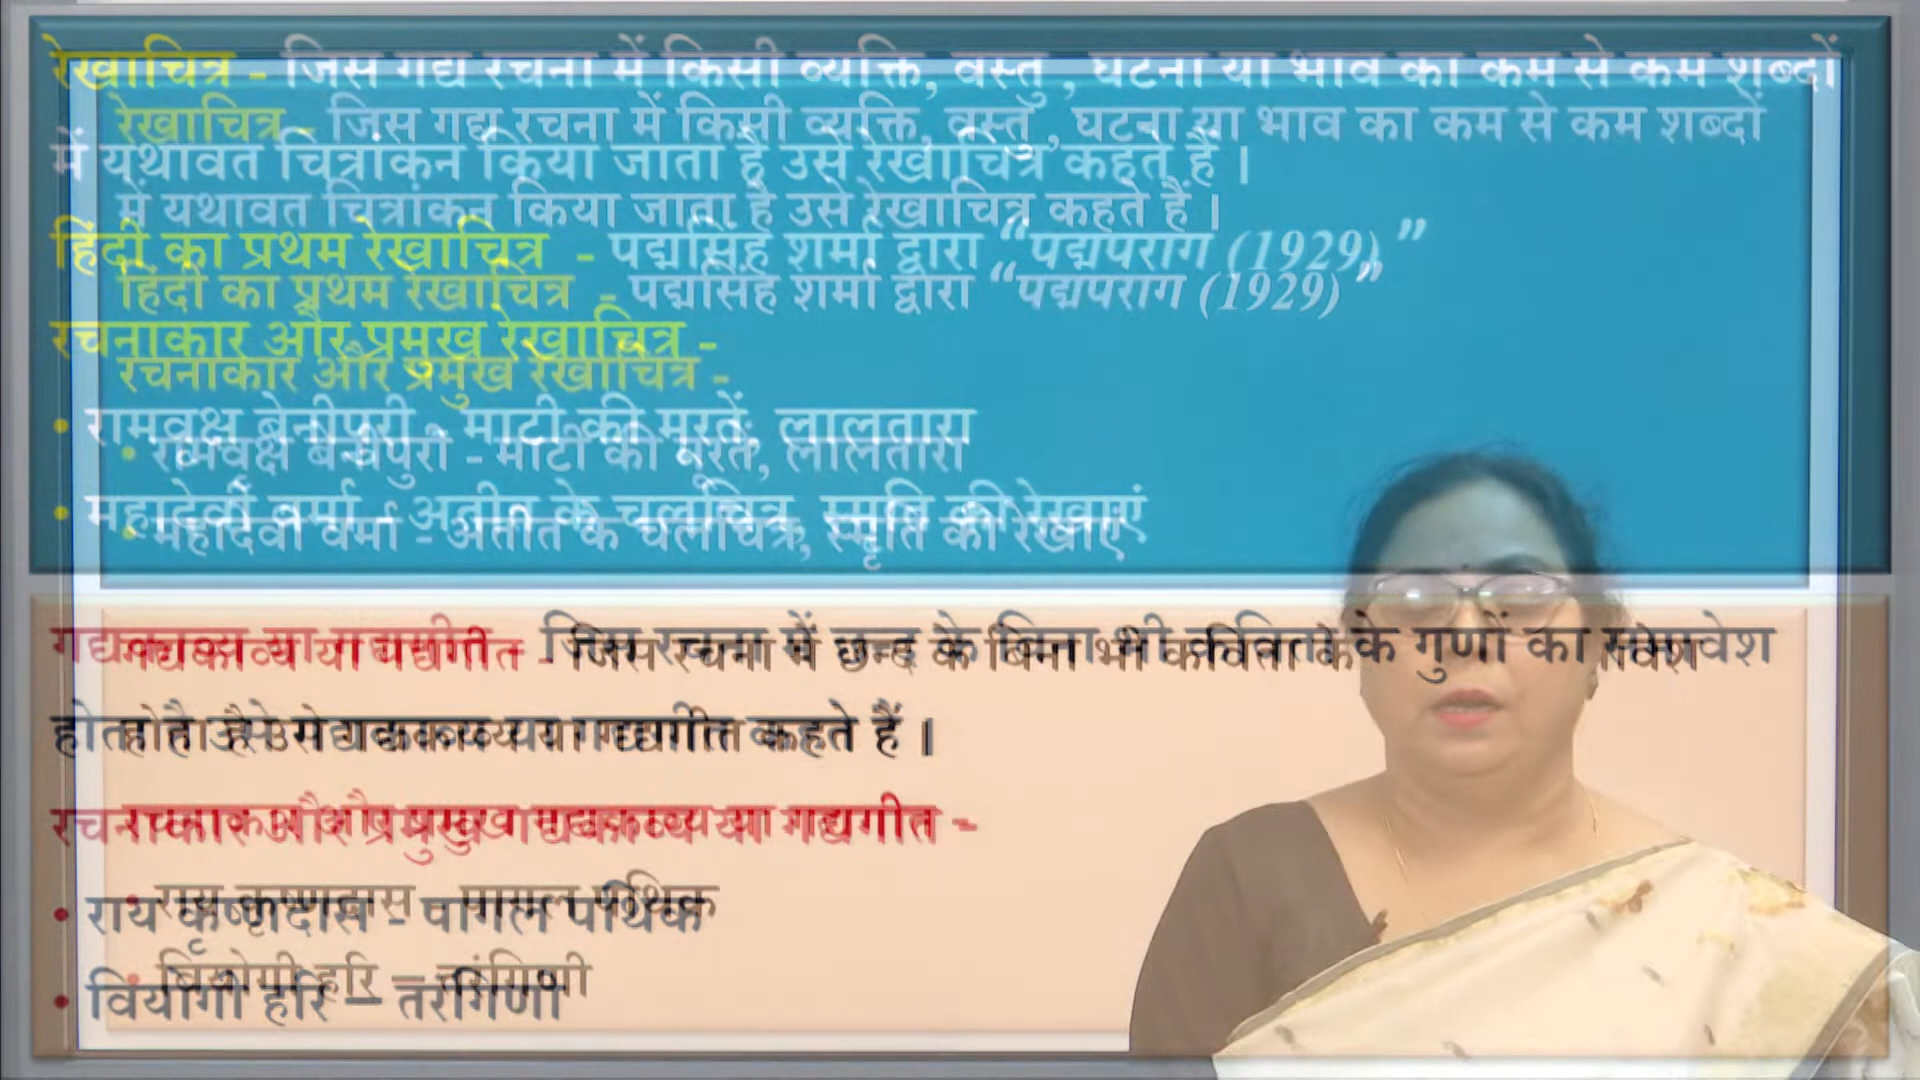 रेखाचित्र - जिस गद्य रचना में किसी व्यक्ति, वस्तु , घटना या भाव का कम से कम शब्दों
में यथावत चित्रांकन किया जाता है उसे रेखाचित्र कहते हैं ।
हिंदी का प्रथम रेखाचित्र - पद्मसिंह शर्मा द्वारा “पद्मपराग (1929) ”
रचनाकार और प्रमुख रेखाचित्र -
• रामवृक्ष बेनीपुरी - माटी की मूरतें, लालतारा
• महादेवी वर्मा - अतीत के चलचित्र, स्मृति की रेखाएं
गद्यकाव्य या गद्यगीत - जिस रचना में छन्द के बिना भी कविता के गुणों का समावेश
होता है उसे गद्यकाव्य या गद्यगीत कहते हैं ।
रचनाकार और प्रमुख गद्यकाव्य या गद्यगीत -
• राय कृष्णदास - पागल पथिक
• वियोगी हरि – तरंगिणी